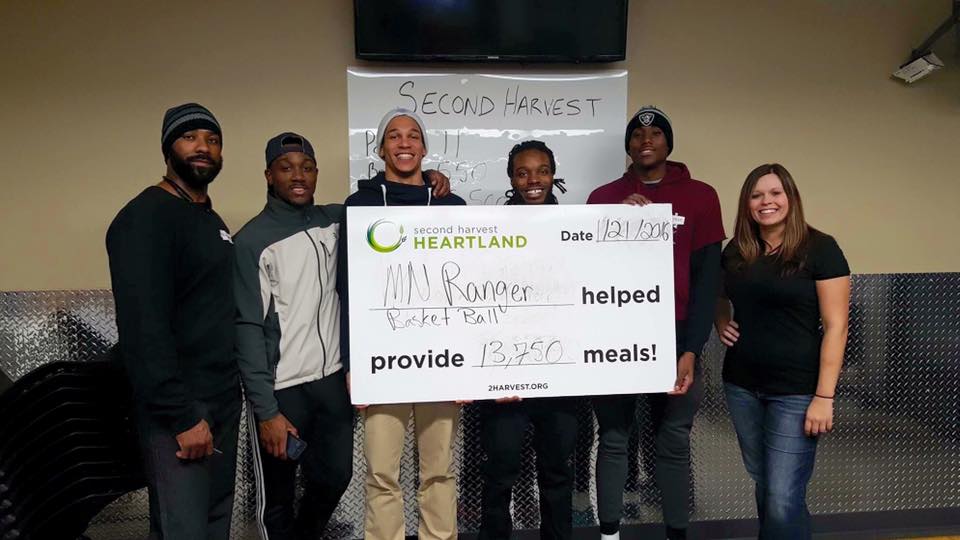 SECOND HARVEST
11
second harvest
HEARTLAND
Date 1/21/2016
MN Ranger helped
Basket Ball
provide 13,750 meals!
2HARVEST.ORG